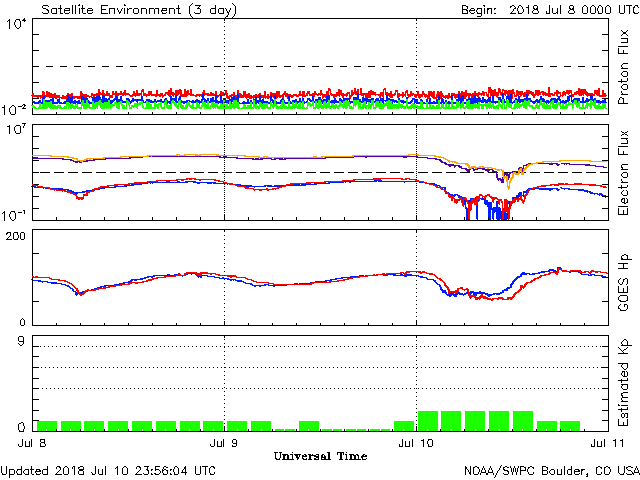 Satellite Environment (3 day)
Begin: 2018 Jul 8 0000 UTC
10⁴
10⁻²
Proton Flux
10⁷
10⁻¹
Electron Flux
200
0
GOES Hp
9
0
Estimated Kp
Jul 8
Jul 9
Jul 10
Jul 11
Universal Time
Updated 2018 Jul 10 23:56:04 UTC
NOAA/SWPC Boulder, CO USA